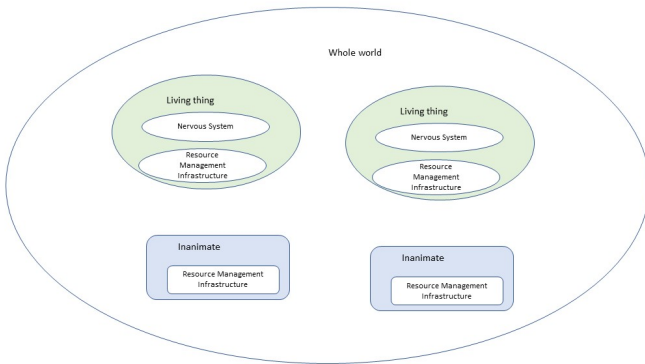 Whole world
Living thing
Nervous System
Resource
Management
Infrastructure
Living thing
Nervous System
Resource
Management
Infrastructure
Inanimate
Resource Management
Infrastructure
Inanimate
Resource Management
Infrastructure